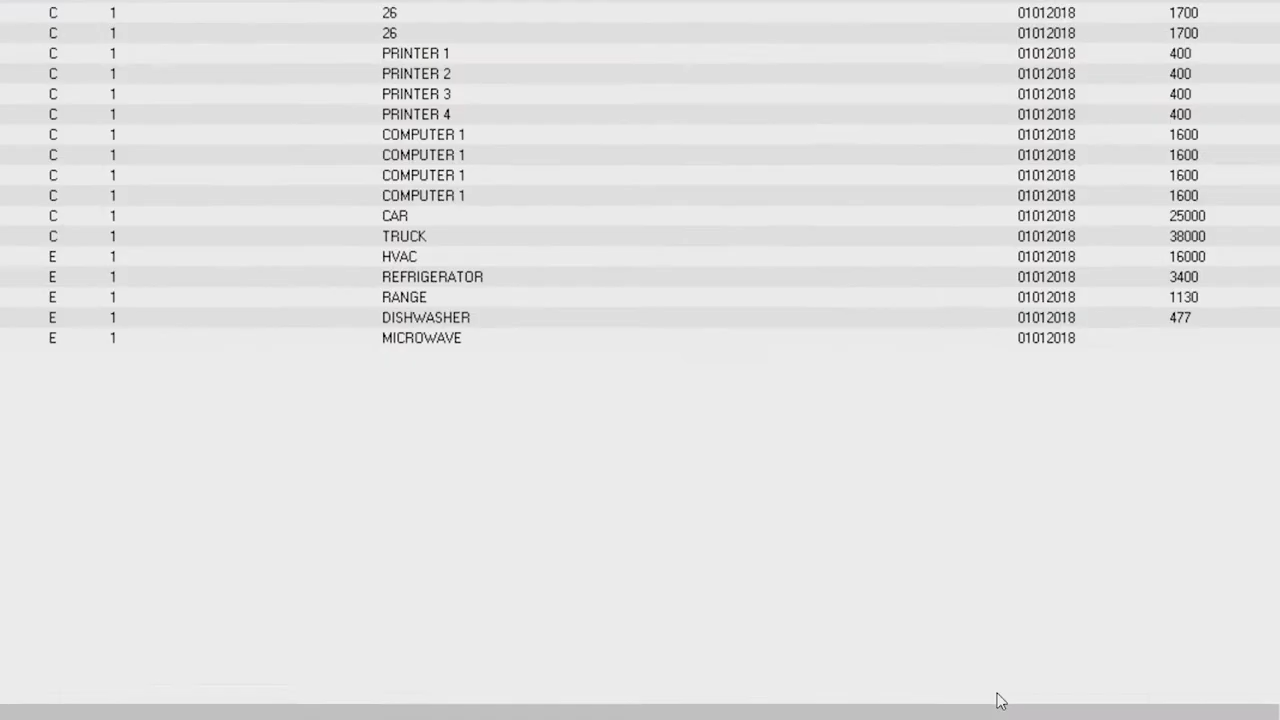 C 1 26 01012018 1700
C 1 26 01012018 1700
C 1 PRINTER 1 01012018 400
C 1 PRINTER 2 01012018 400
C 1 PRINTER 3 01012018 400
C 1 PRINTER 4 01012018 400
C 1 COMPUTER 1 01012018 1600
C 1 COMPUTER 1 01012018 1600
C 1 COMPUTER 1 01012018 1600
C 1 COMPUTER 1 01012018 1600
C 1 CAR 01012018 25000
C 1 TRUCK 01012018 38000
E 1 HVAC 01012018 16000
E 1 REFRIGERATOR 01012018 3400
E 1 RANGE 01012018 1130
E 1 DISHWASHER 01012018 477
E 1 MICROWAVE 01012018